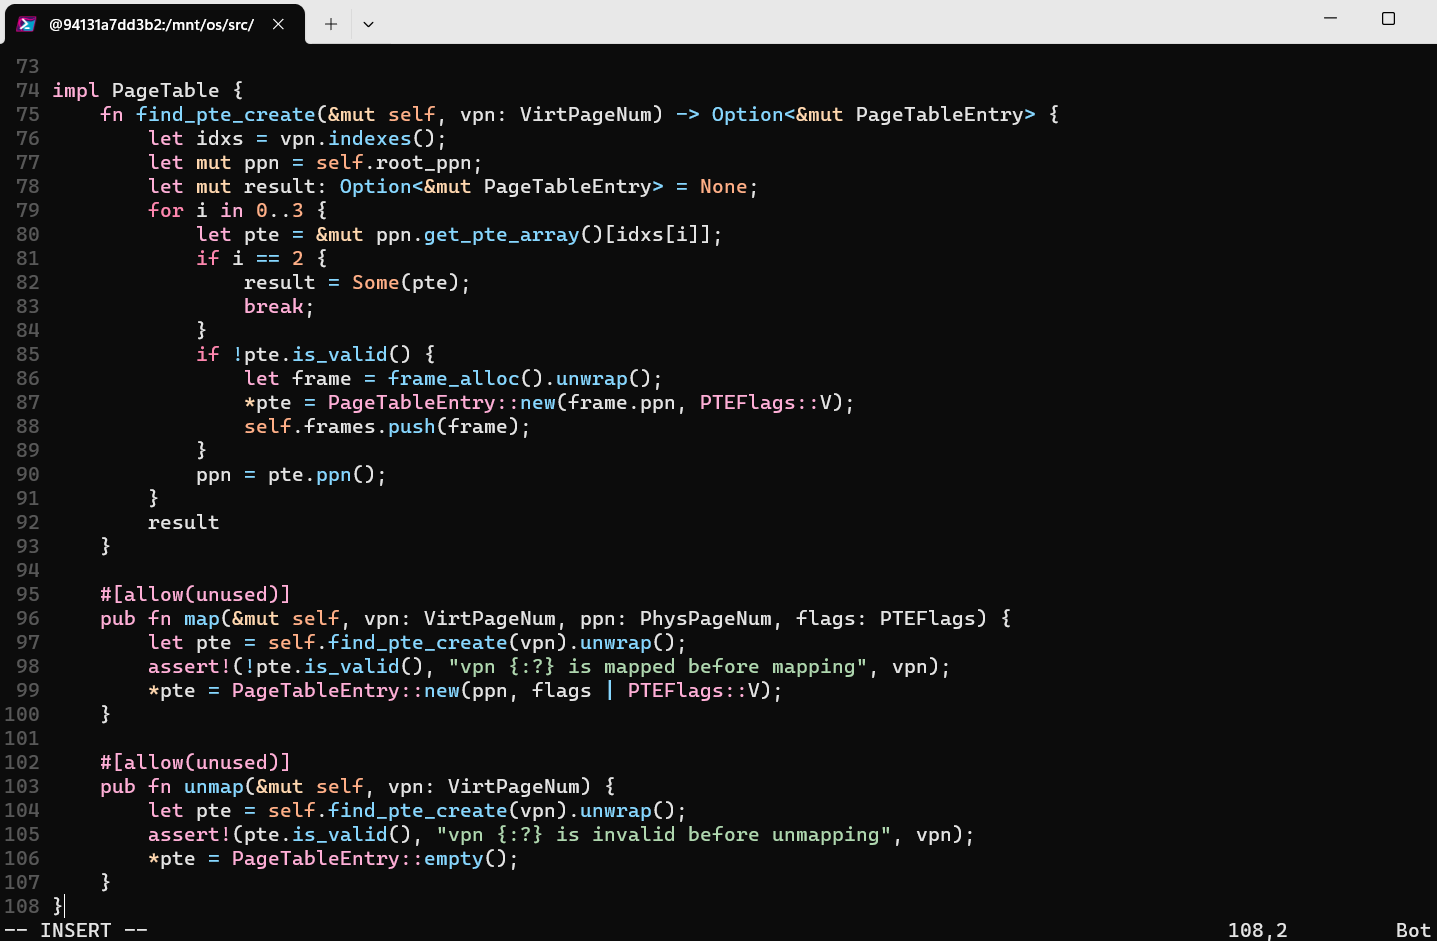 @94131a7dd3b2:/mnt/os/src/
73
74 impl PageTable {
75     fn find_pte_create(&mut self, vpn: VirtPageNum) -> Option<&mut PageTableEntry> {
76         let idxs = vpn.indexes();
77         let mut ppn = self.root_ppn;
78         let mut result: Option<&mut PageTableEntry> = None;
79         for i in 0..3 {
80             let pte = &mut ppn.get_pte_array()[idxs[i]];
81             if i == 2 {
82                 result = Some(pte);
83                 break;
84             }
85             if !pte.is_valid() {
86                 let frame = frame_alloc().unwrap();
87                 *pte = PageTableEntry::new(frame.ppn, PTEFlags::V);
88                 self.frames.push(frame);
89             }
90             ppn = pte.ppn();
91         }
92         result
93     }
94
95     #[allow(unused)]
96     pub fn map(&mut self, vpn: VirtPageNum, ppn: PhysPageNum, flags: PTEFlags) {
97         let pte = self.find_pte_create(vpn).unwrap();
98         assert!(!pte.is_valid(), "vpn {:?} is mapped before mapping", vpn);
99         *pte = PageTableEntry::new(ppn, flags | PTEFlags::V);
100     }
101
102     #[allow(unused)]
103     pub fn unmap(&mut self, vpn: VirtPageNum) {
104         let pte = self.find_pte_create(vpn).unwrap();
105         assert!(pte.is_valid(), "vpn {:?} is invalid before unmapping", vpn);
106         *pte = PageTableEntry::empty();
107     }
108 }
-- INSERT -- 108,2 Bot